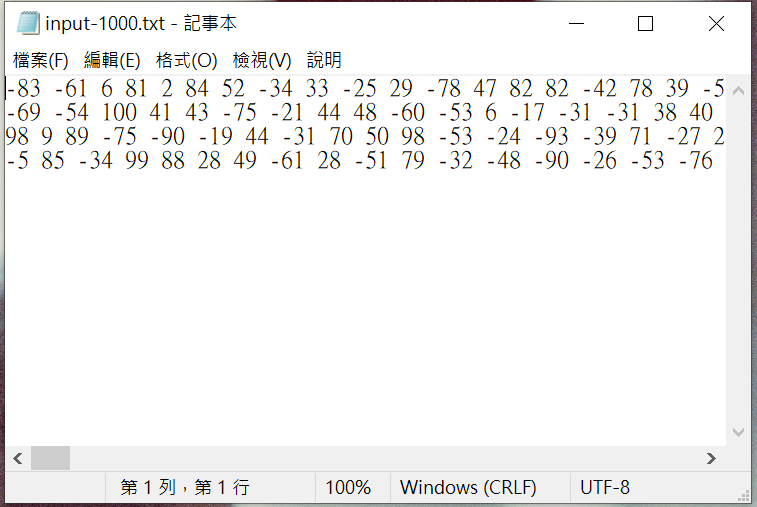 input-1000.txt - 記事本
檔案(F) 編輯(E) 格式(O) 檢視(V) 說明
-83 -61 6 81 2 84 52 -34 33 -25 29 -78 47 82 82 -42 78 39 -5
-69 -54 100 41 43 -75 -21 44 48 -60 -53 6 -17 -31 -31 38 40
98 9 89 -75 -90 -19 44 -31 70 50 98 -53 -24 -93 -39 71 -27 2
-5 85 -34 99 88 28 49 -61 28 -51 79 -32 -48 -90 -26 -53 -76
第 1 列，第 1 行 100% Windows (CRLF) UTF-8